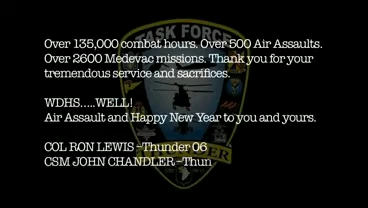 TASK FORCE
Over 135,000 combat hours. Over 500 Air Assaults.
Over 2600 Medevac missions. Thank you for your
tremendous service and sacrifices.
WDHS.....WELL!
Air Assault and Happy New Year to you and yours.
COL RON LEWIS -Thunder 06
CSM JOHN CHANDLER -Thun